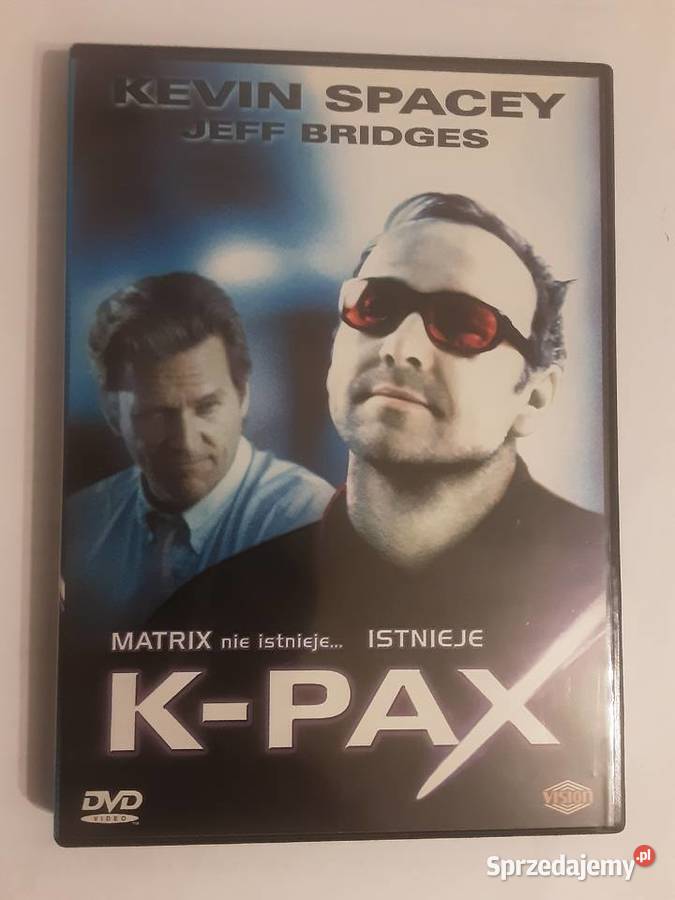 KEVIN SPACEY
JEFF BRIDGES
MATRIX nie istnieje... ISTNIEJE
K-PAX
DVD
VIDEO
VISION
Sprzedajemy.pl